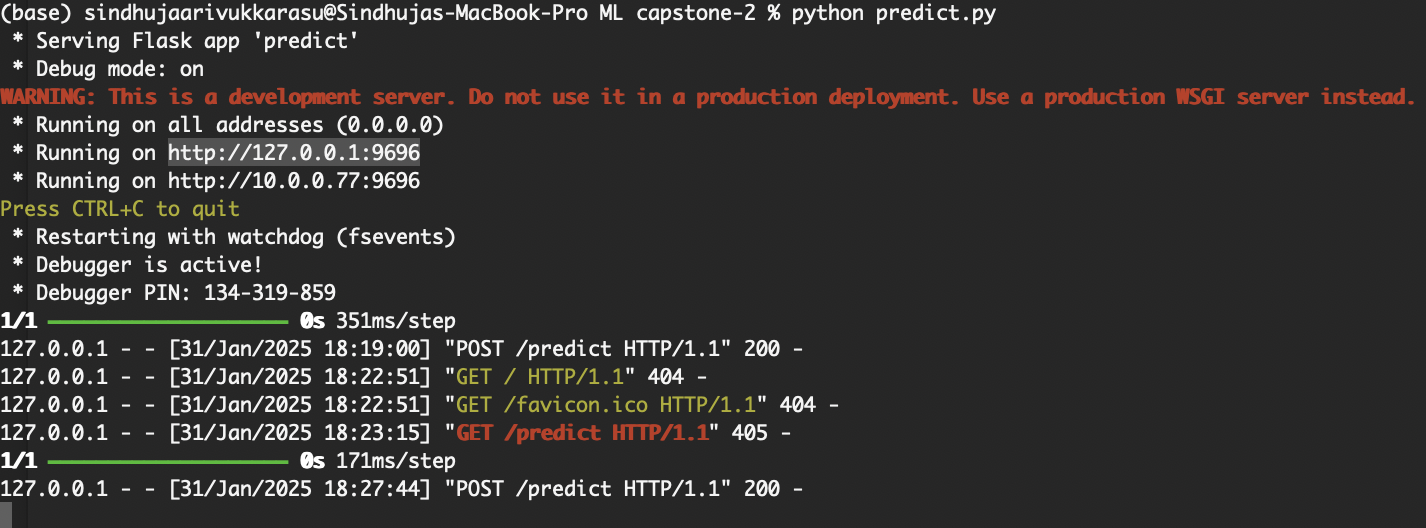 (base) sindhujaarivukkarasu@Sindhujas-MacBook-Pro ML capstone-2 % python predict.py
 * Serving Flask app 'predict'
 * Debug mode: on
WARNING: This is a development server. Do not use it in a production deployment. Use a production WSGI server instead.
 * Running on all addresses (0.0.0.0)
 * Running on http://127.0.0.1:9696
 * Running on http://10.0.0.77:9696
Press CTRL+C to quit
 * Restarting with watchdog (fsevents)
 * Debugger is active!
 * Debugger PIN: 134-319-859
1/1 ━━━━━━━━━━━━━━━━━━━━ 0s 351ms/step
127.0.0.1 - - [31/Jan/2025 18:19:00] "POST /predict HTTP/1.1" 200 -
127.0.0.1 - - [31/Jan/2025 18:22:51] "GET / HTTP/1.1" 404 -
127.0.0.1 - - [31/Jan/2025 18:22:51] "GET /favicon.ico HTTP/1.1" 404 -
127.0.0.1 - - [31/Jan/2025 18:23:15] "GET /predict HTTP/1.1" 405 -
1/1 ━━━━━━━━━━━━━━━━━━━━ 0s 171ms/step
127.0.0.1 - - [31/Jan/2025 18:27:44] "POST /predict HTTP/1.1" 200 -